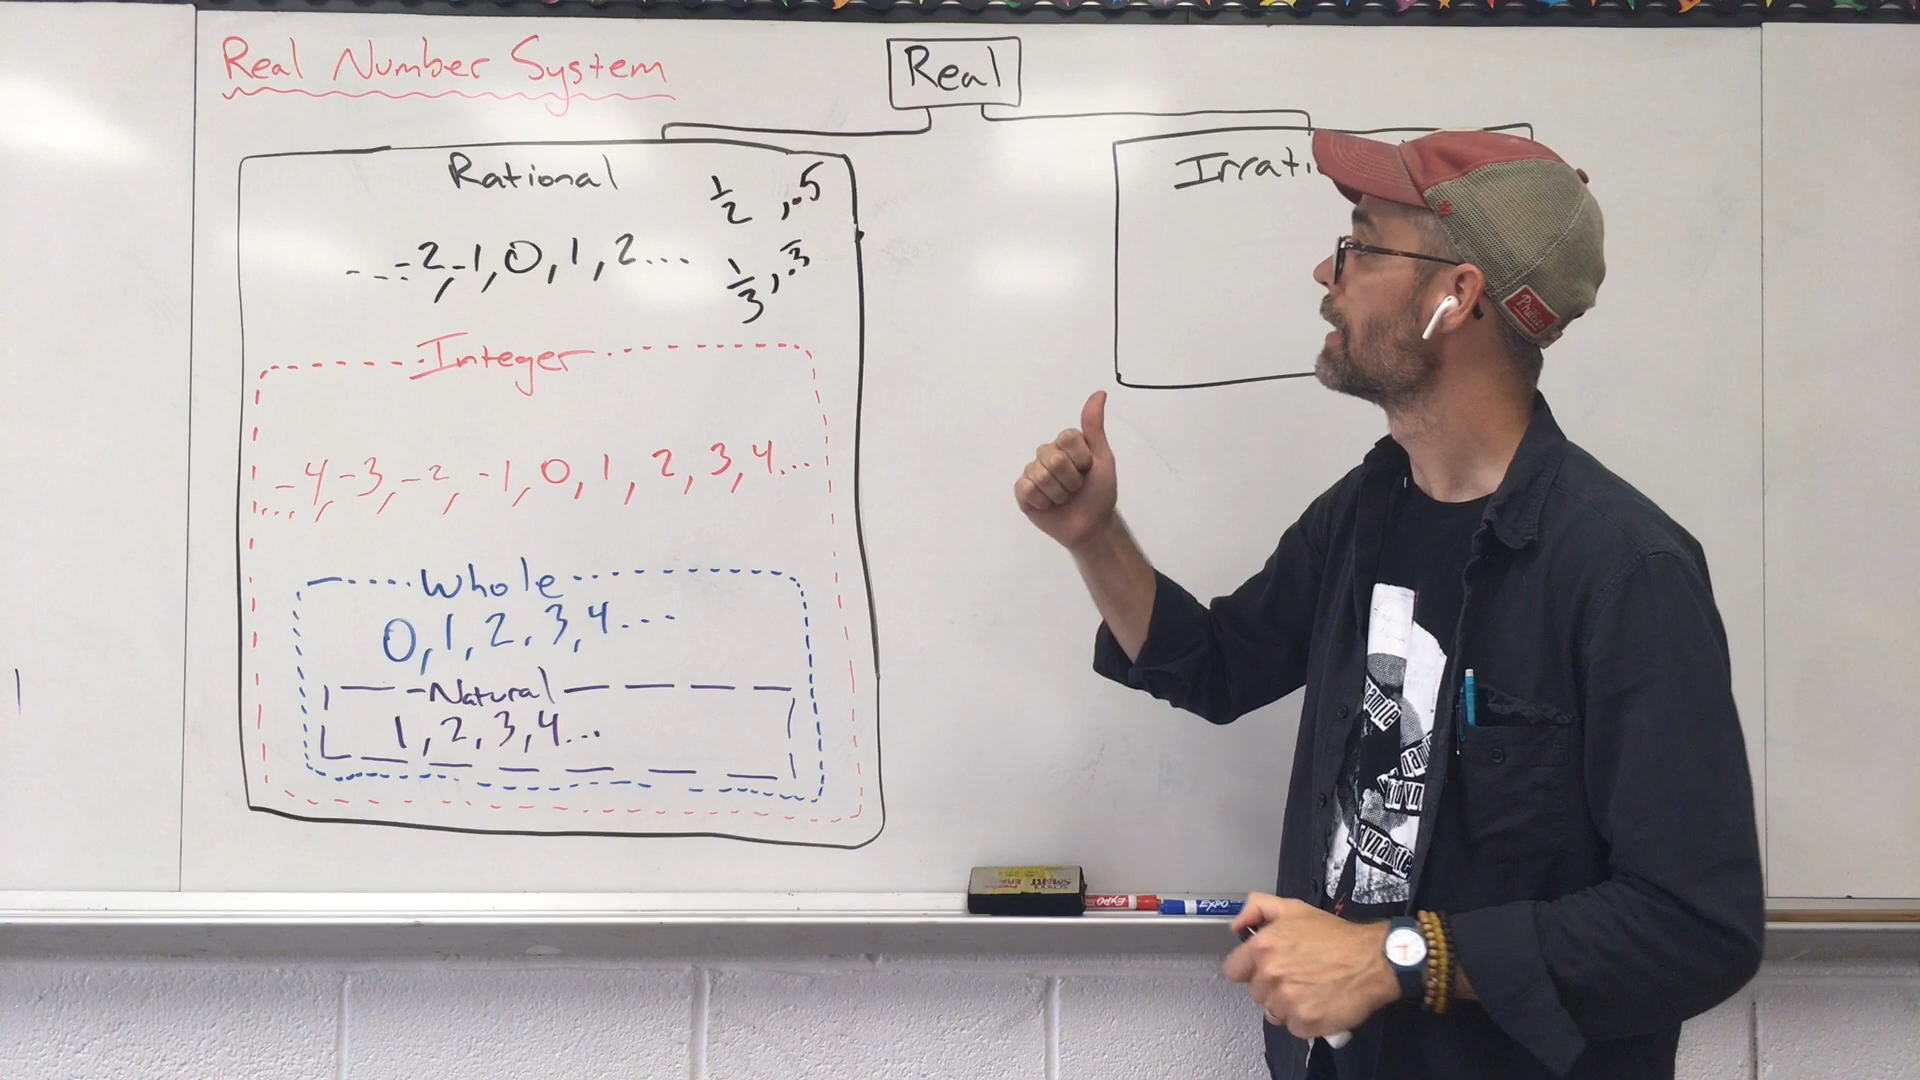 Real Number System
Real
Rational
1/2, .5
... -2, -1, 0, 1, 2...
1/3, .3̅
Integer
... -4, -3, -2, -1, 0, 1, 2, 3, 4...
Whole
0, 1, 2, 3, 4...
Natural
1, 2, 3, 4...
Irrati
EXPO
EXPO